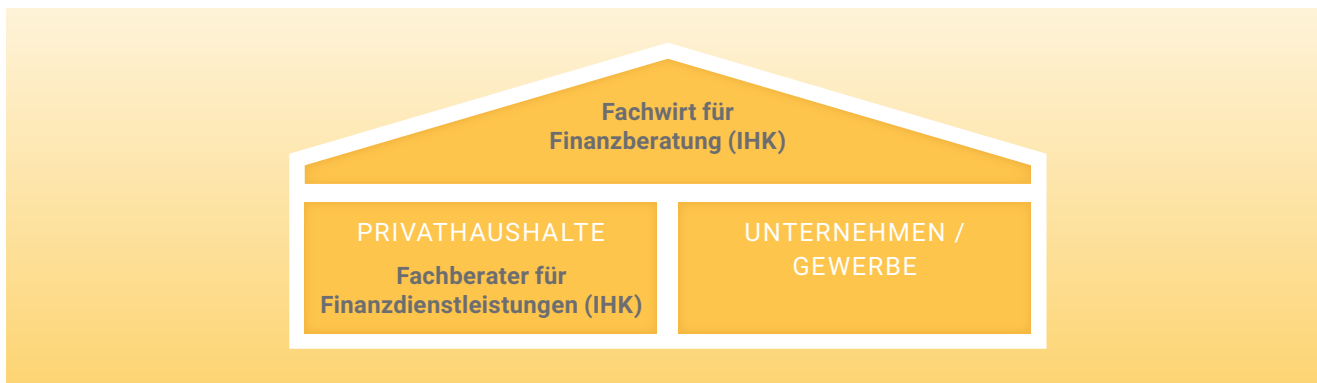 Fachwirt für
Finanzberatung (IHK)
PRIVATHAUSHALTE
Fachberater für
Finanzdienstleistungen (IHK)
UNTERNEHMEN /
GEWERBE